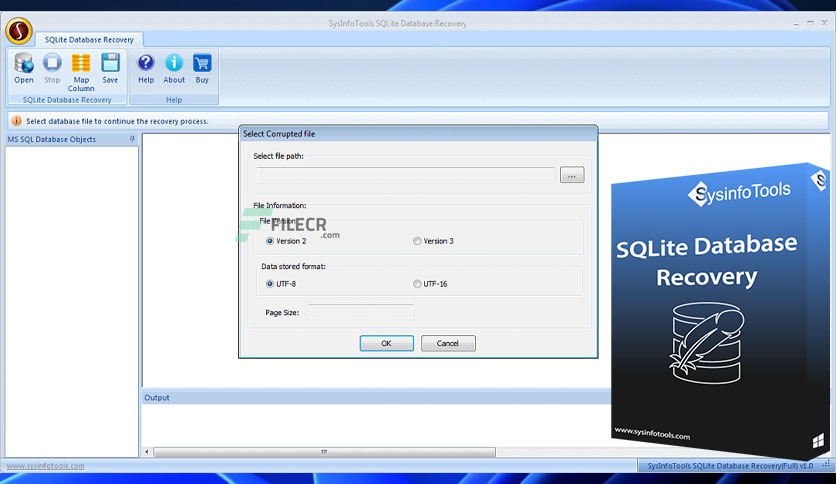 SysInfoTools SQLite Database Recovery
SQLite Database Recovery
Open
Stop
Map
Column
Save
Help
About
Buy
SQLite Database Recovery
Help
Select database file to continue the recovery process.
MS SQL Database Objects
Select Corrupted file
Select file path:
...
File Information:
File Version:
FILECR
.com
Version 2
Version 3
Data stored format:
UTF-8
UTF-16
Page Size:
OK
Cancel
SysinfoTools
SQLite Database
Recovery
www.sysinfotools.com
Output
www.sysinfotools.com
SysInfoTools SQLite Database Recovery(Full) v1.0